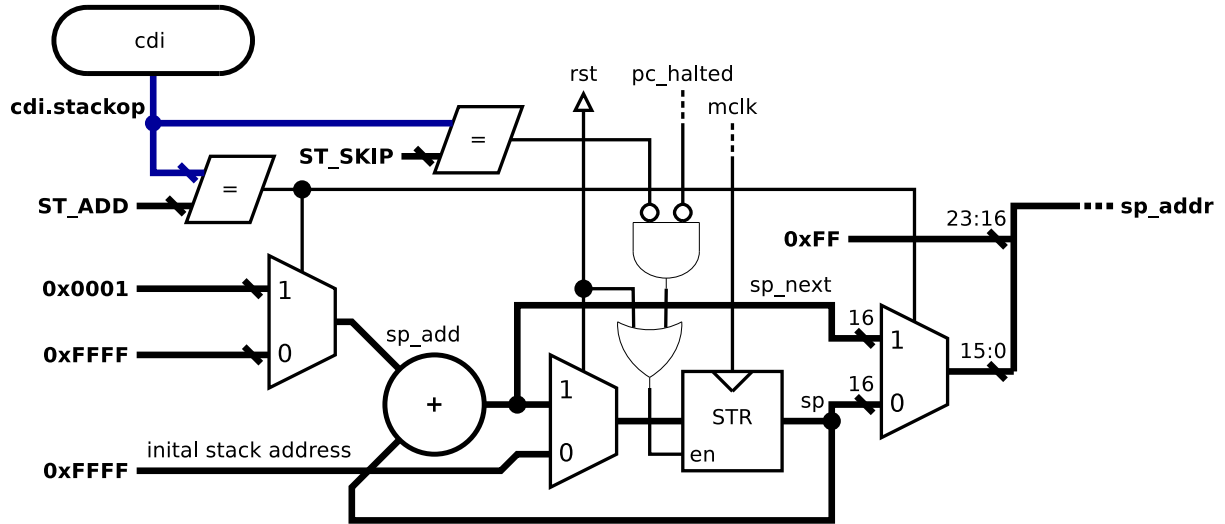 cdi
rst
pc_halted
mclk
cdi.stackop
=
ST_SKIP
=
ST_ADD
23:16
sp_addr
0xFF
0x0001
1
sp_next
16
1
sp_add
0xFFFF
0
15:0
16
1
sp
0
+
STR
inital stack address
0
en
0xFFFF